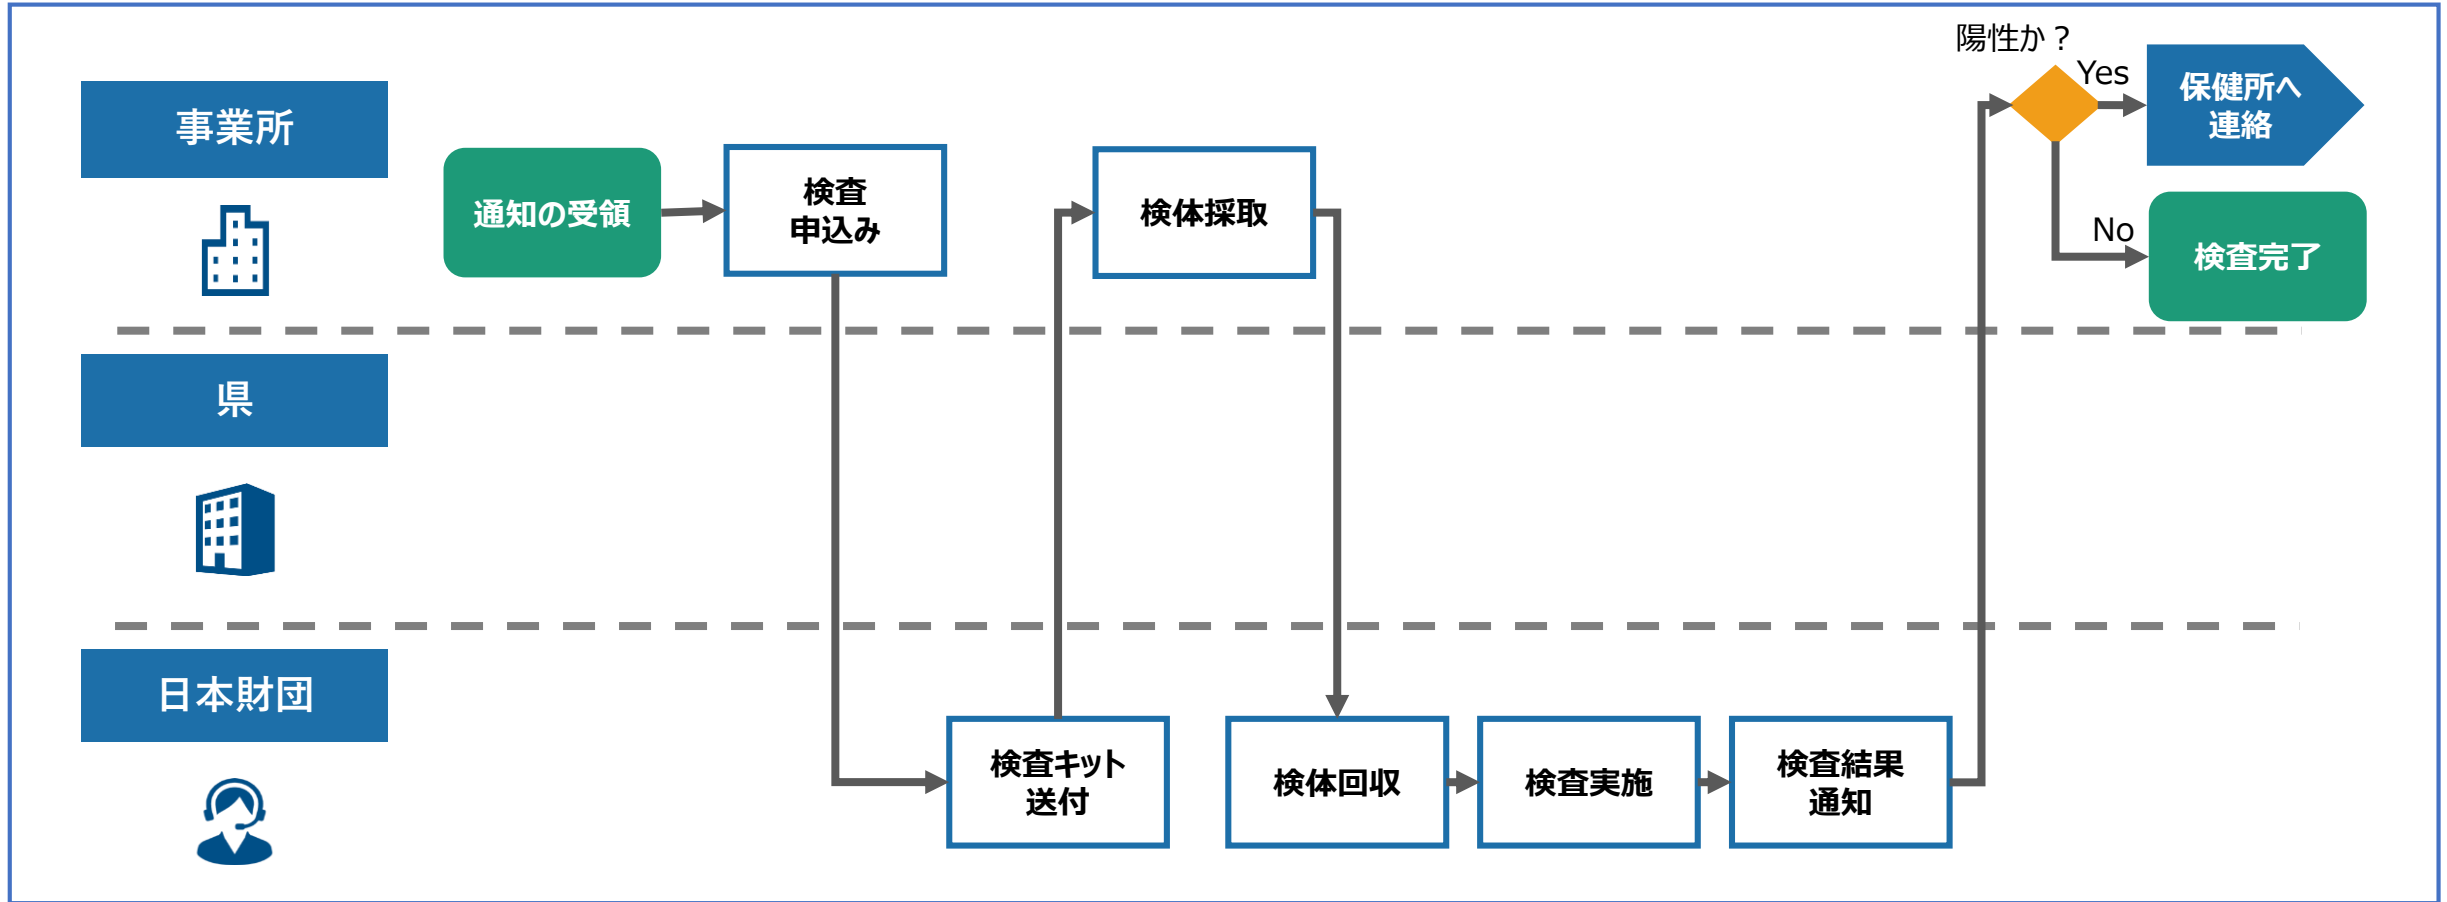 陽性か？
Yes
保健所へ
連絡
事業所
通知の受領
検査
申込み
検体採取
No
検査完了
県
日本財団
検査キット
送付
検体回収
検査実施
検査結果
通知